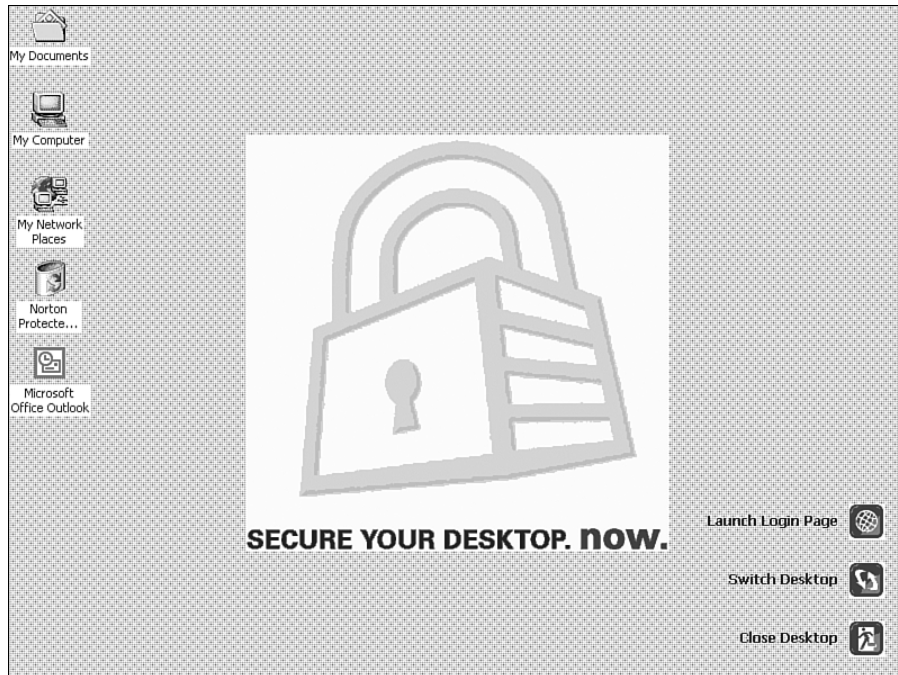 My Documents
My Computer
My Network
Places
Norton
Protecte...
Microsoft
Office Outlook
SECURE YOUR DESKTOP. now.
Launch Login Page
Switch Desktop
Close Desktop